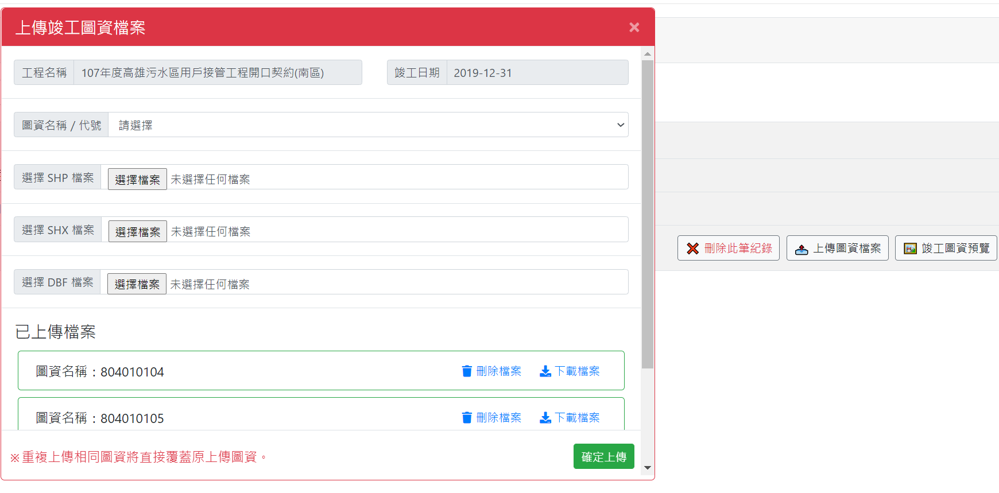 上傳竣工圖資檔案
×
工程名稱 107年度高雄污水區用戶接管工程開口契約(南區) 竣工日期 2019-12-31
圖資名稱 / 代號 請選擇
選擇 SHP 檔案 選擇檔案 未選擇任何檔案
選擇 SHX 檔案 選擇檔案 未選擇任何檔案
刪除此筆紀錄 上傳圖資檔案 竣工圖資預覽
選擇 DBF 檔案 選擇檔案 未選擇任何檔案
已上傳檔案
圖資名稱：804010104 刪除檔案 下載檔案
圖資名稱：804010105 刪除檔案 下載檔案
※重複上傳相同圖資將直接覆蓋原上傳圖資。 確定上傳